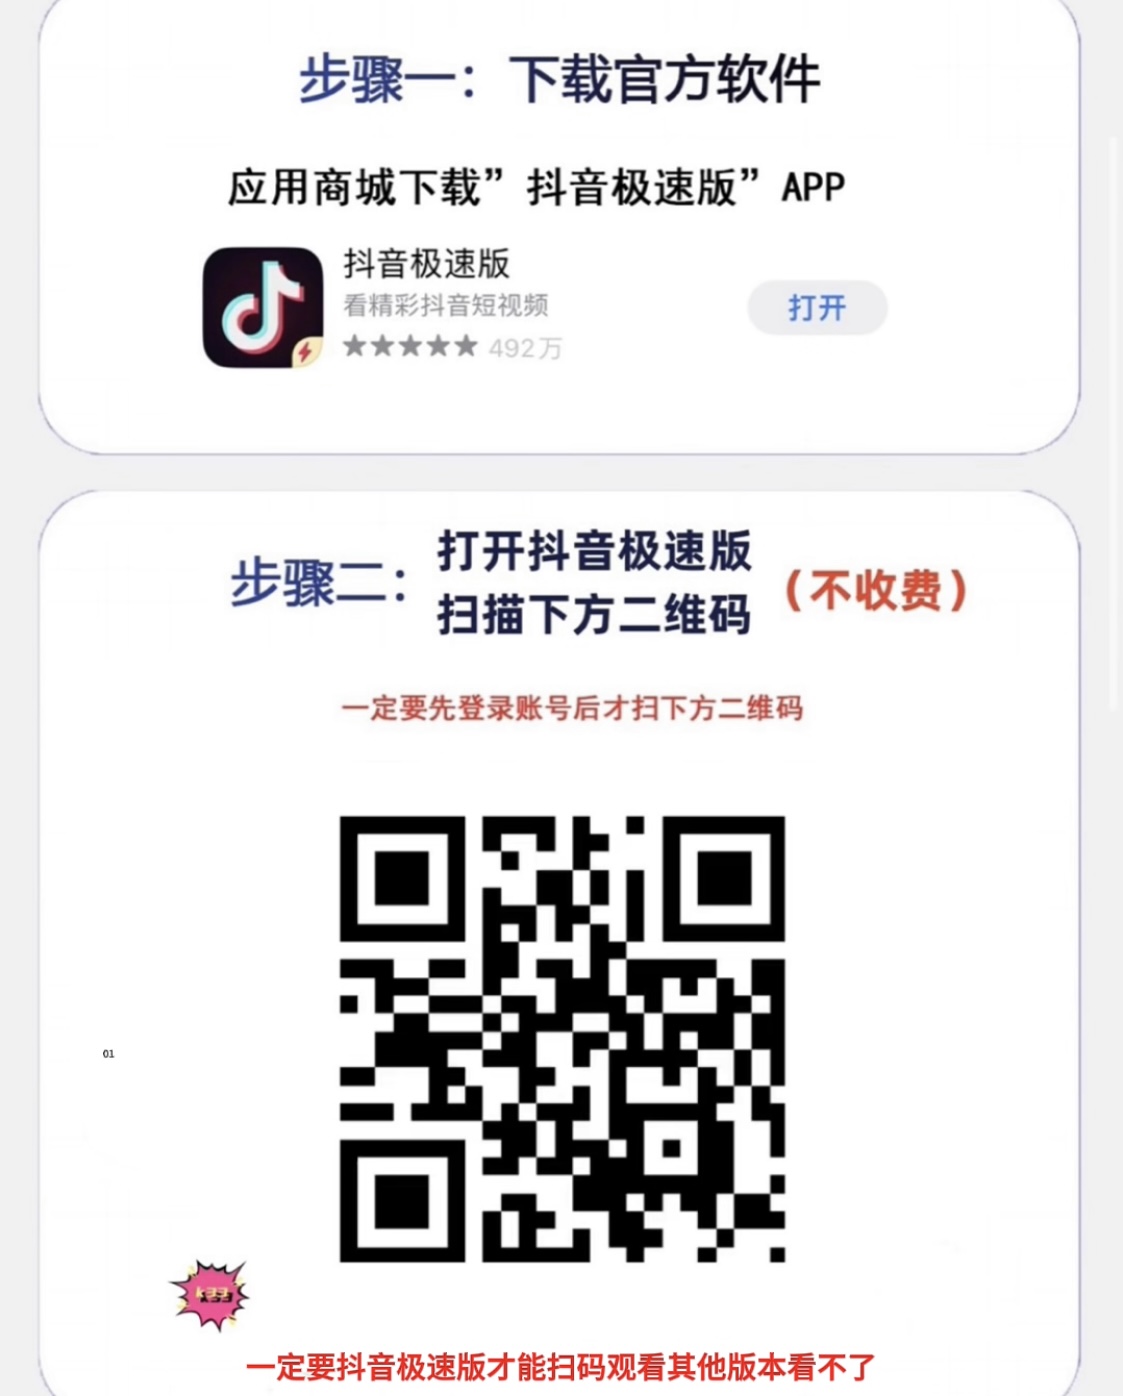 步骤一：下载官方软件
应用商城下载”抖音极速版”APP
抖音极速版
看精彩抖音短视频
492万
打开
步骤二：
打开抖音极速版
扫描下方二维码
（不收费）
一定要先登录账号后才扫下方二维码
01
k33
一定要抖音极速版才能扫码观看其他版本看不了